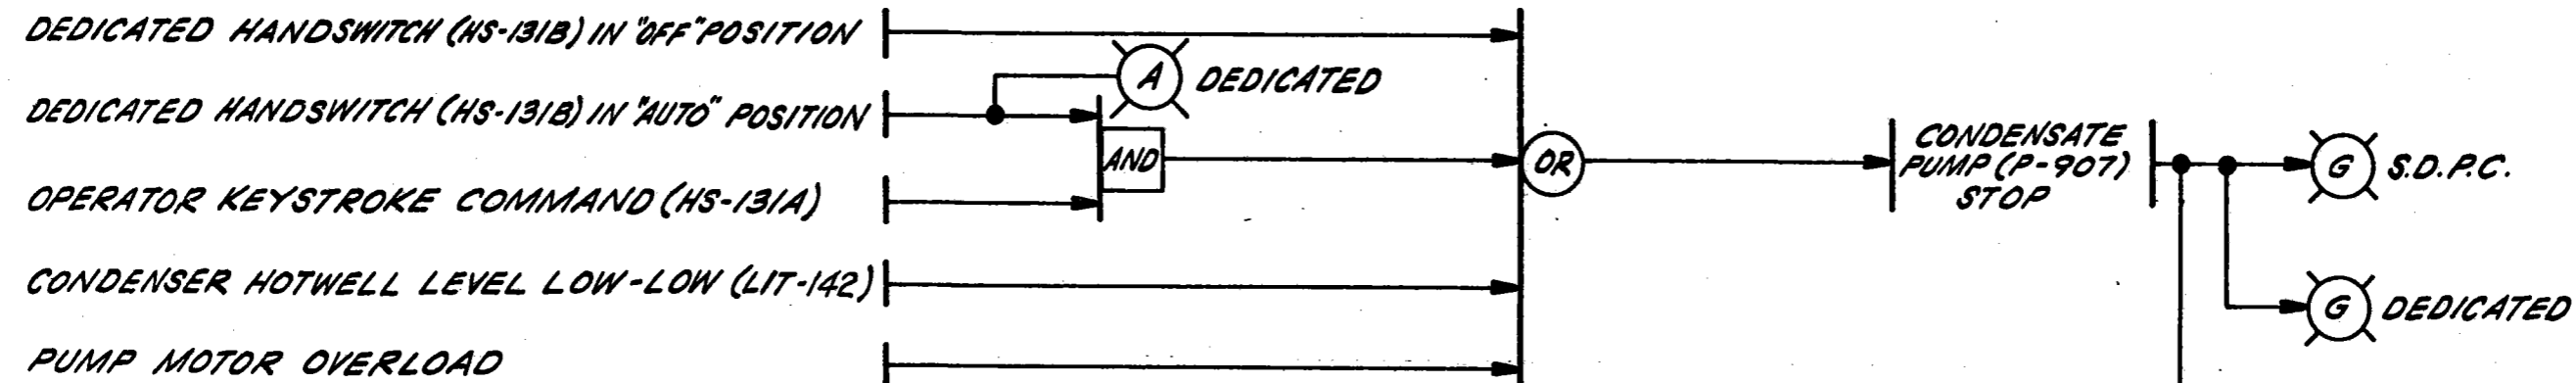 DEDICATED HANDSWITCH (HS-131B) IN "OFF" POSITION
A DEDICATED
DEDICATED HANDSWITCH (HS-131B) IN "AUTO" POSITION
AND
OPERATOR KEYSTROKE COMMAND (HS-131A)
CONDENSER HOTWELL LEVEL LOW-LOW (LIT-142)
PUMP MOTOR OVERLOAD
OR
CONDENSATE
PUMP (P-907)
STOP
G S.D.P.C.
G DEDICATED